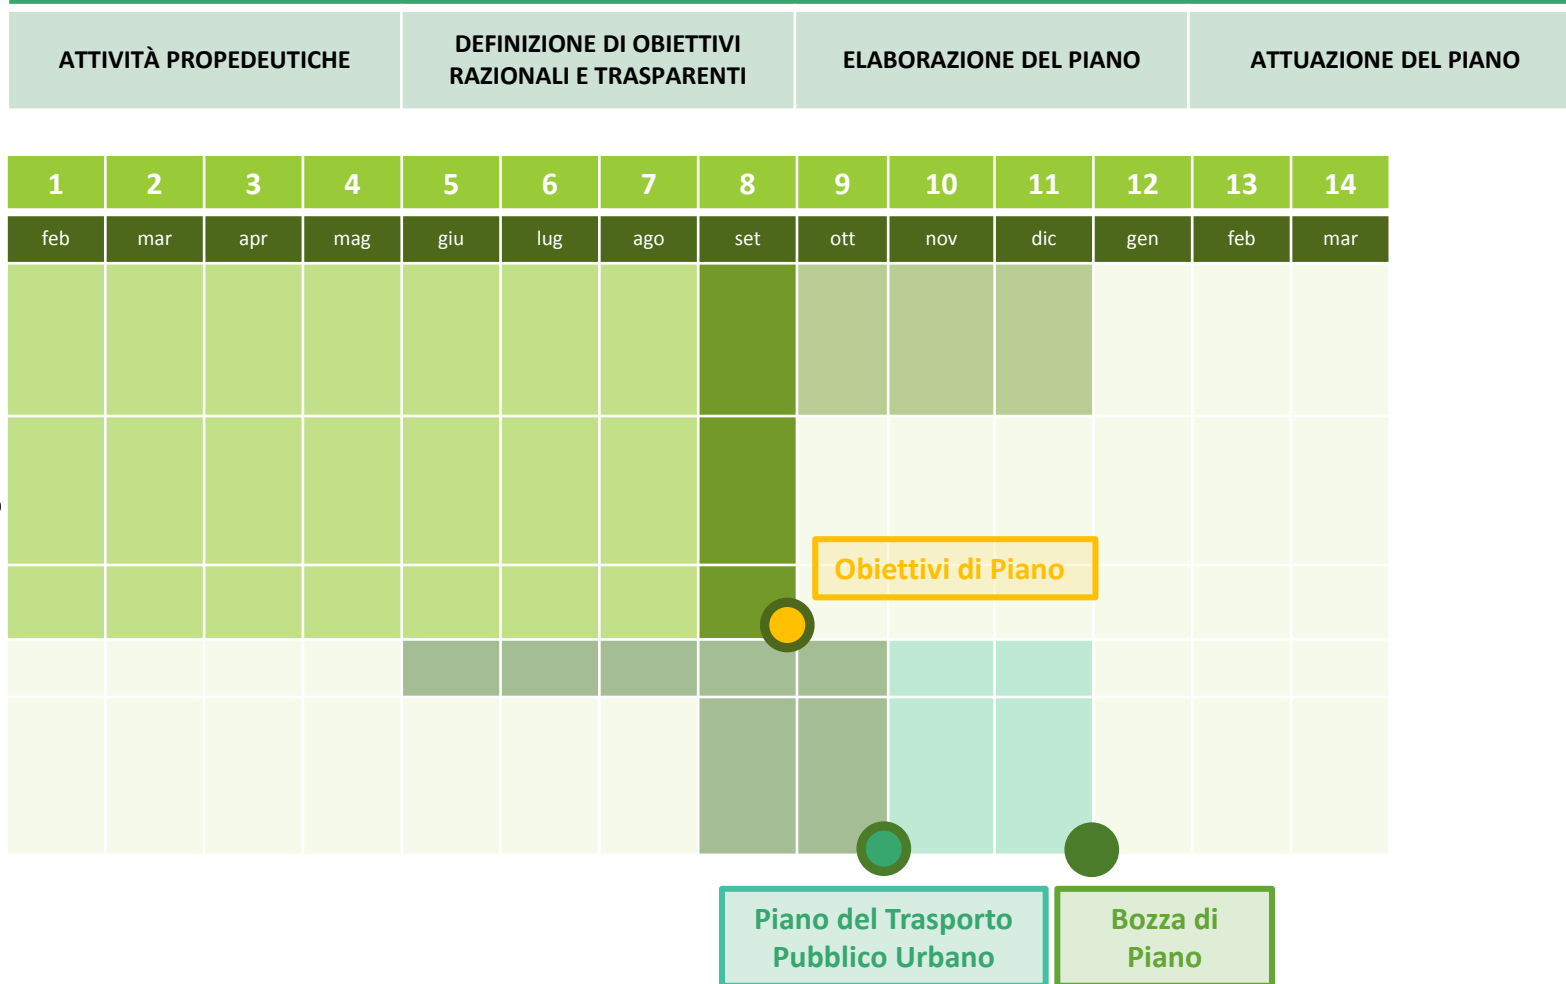 ATTIVITÀ PROPEDEUTICHE
DEFINIZIONE DI OBIETTIVI
RAZIONALI E TRASPARENTI
ELABORAZIONE DEL PIANO
ATTUAZIONE DEL PIANO
1 2 3 4 5 6 7 8 9 10 11 12 13 14
feb mar apr mag giu lug ago set ott nov dic gen feb mar
Obiettivi di Piano
Piano del Trasporto
Pubblico Urbano
Bozza di
Piano